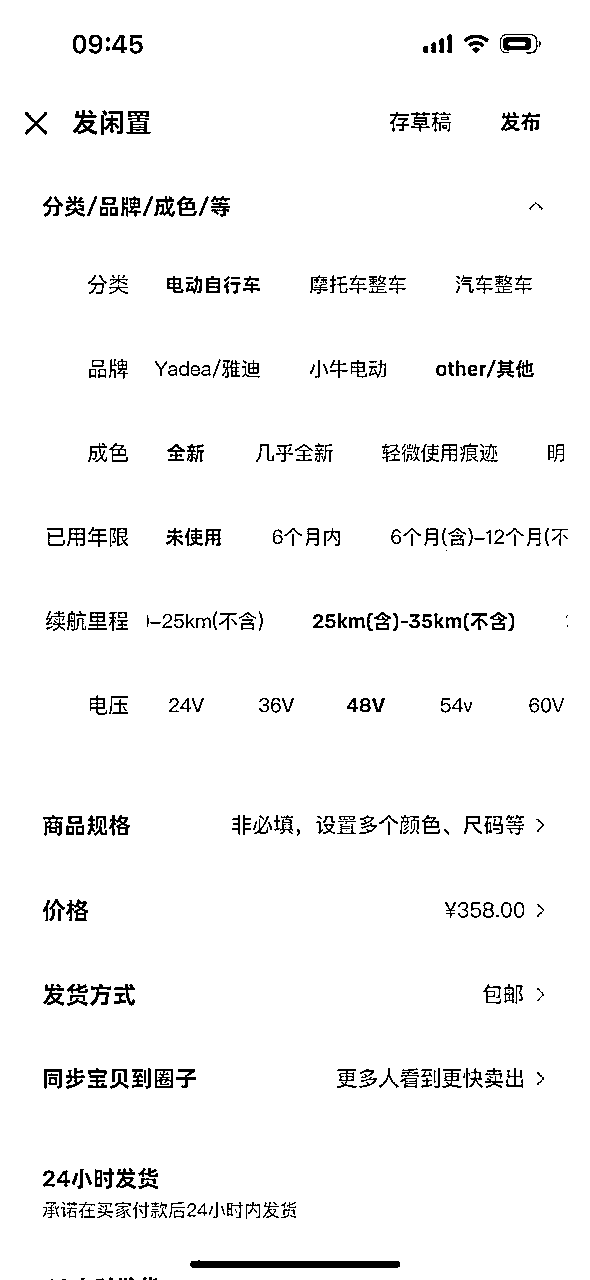 09:45
发闲置 存草稿 发布
分类/品牌/成色/等
分类 电动自行车 摩托车整车 汽车整车
品牌 Yadea/雅迪 小牛电动 other/其他
成色 全新 几乎全新 轻微使用痕迹 明
已用年限 未使用 6个月内 6个月(含)-12个月(不
续航里程 )-25km(不含) 25km(含)-35km(不含)
电压 24V 36V 48V 54v 60V
商品规格 非必填，设置多个颜色、尺码等
价格 ¥358.00
发货方式 包邮
同步宝贝到圈子 更多人看到更快卖出
24小时发货
承诺在买家付款后24小时内发货